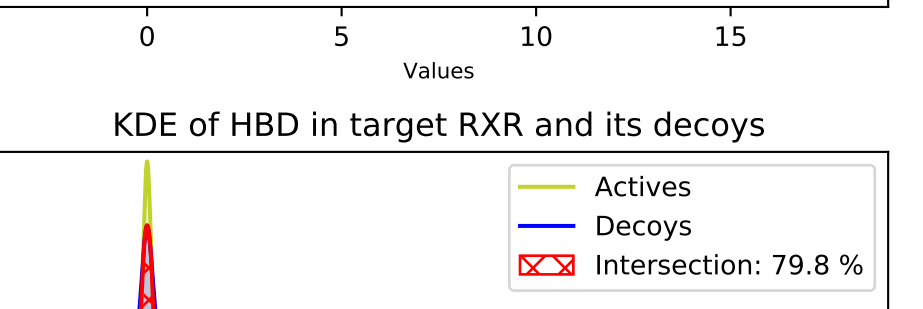 0 5 10 15
Values
KDE of HBD in target RXR and its decoys
Actives
Decoys
Intersection: 79.8 %